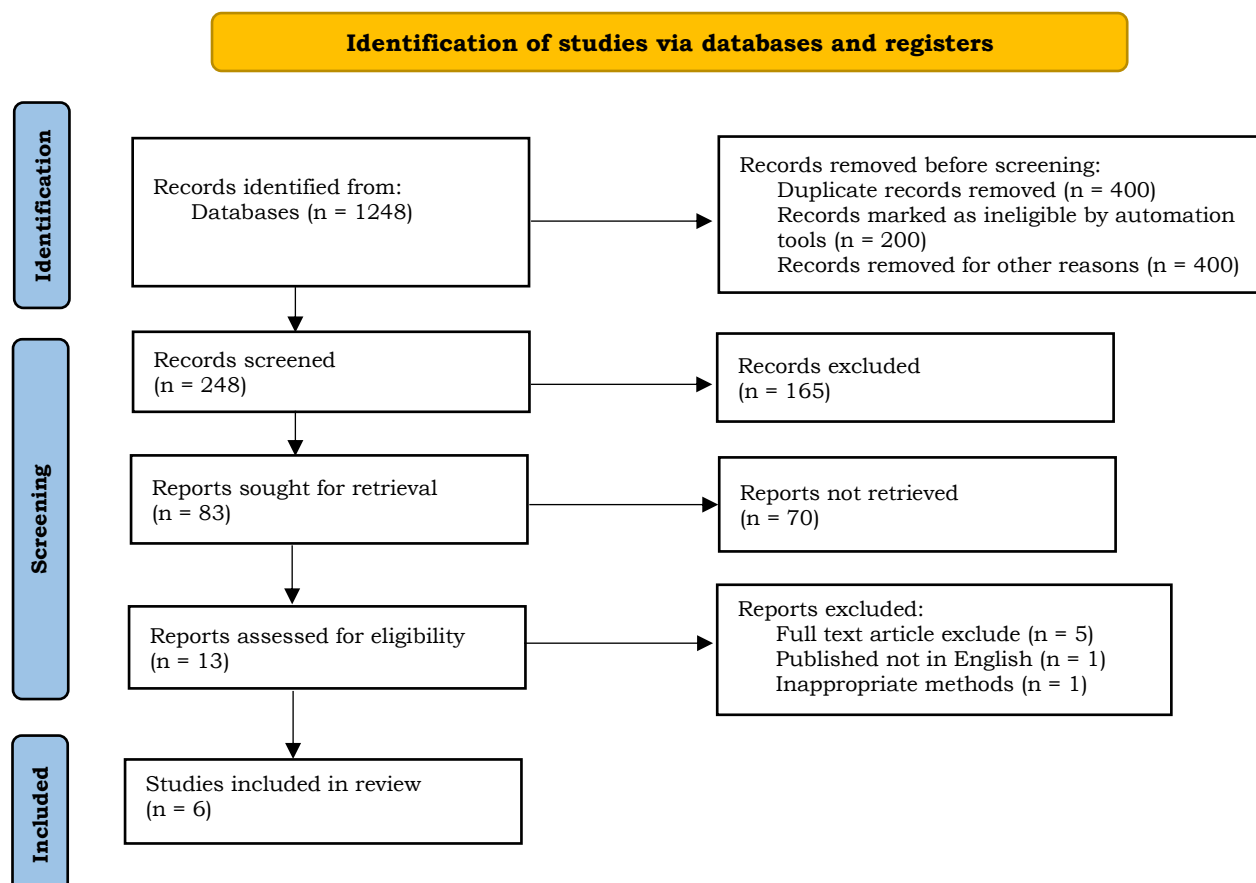 Identification of studies via databases and registers
Identification
Records identified from:
Databases (n = 1248)
Records removed before screening:
Duplicate records removed (n = 400)
Records marked as ineligible by automation
tools (n = 200)
Records removed for other reasons (n = 400)
Screening
Records screened
(n = 248)
Records excluded
(n = 165)
Reports sought for retrieval
(n = 83)
Reports not retrieved
(n = 70)
Reports assessed for eligibility
(n = 13)
Reports excluded:
Full text article exclude (n = 5)
Published not in English (n = 1)
Inappropriate methods (n = 1)
Included
Studies included in review
(n = 6)